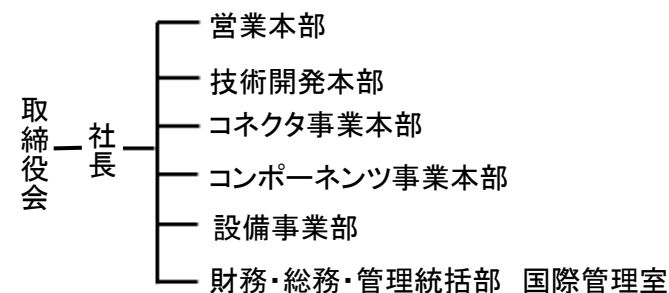 取締役会
社長
営業本部
技術開発本部
コネクタ事業本部
コンポーネンツ事業本部
設備事業部
財務・総務・管理統括部　国際管理室